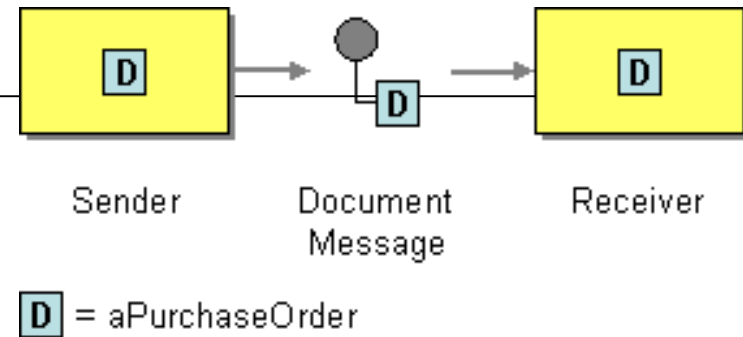 D D D
Sender Document Message Receiver
D = aPurchaseOrder